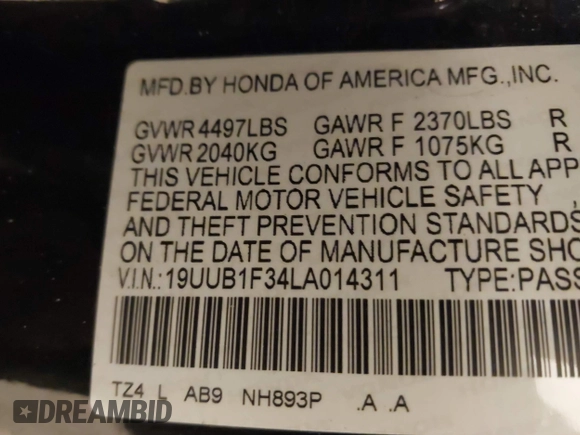 MFD.BY HONDA OF AMERICA MFG.,INC.
GVWR 4497LBS GAWR F 2370LBS R
GVWR 2040KG GAWR F 1075KG R
THIS VEHICLE CONFORMS TO ALL APP
FEDERAL MOTOR VEHICLE SAFETY ,
AND THEFT PREVENTION STANDARDS
ON THE DATE OF MANUFACTURE SHO
V.I.N.:19UUB1F34LA014311 TYPE:PASS
TZ4 L AB9 NH893P .A .A
DREAMBID